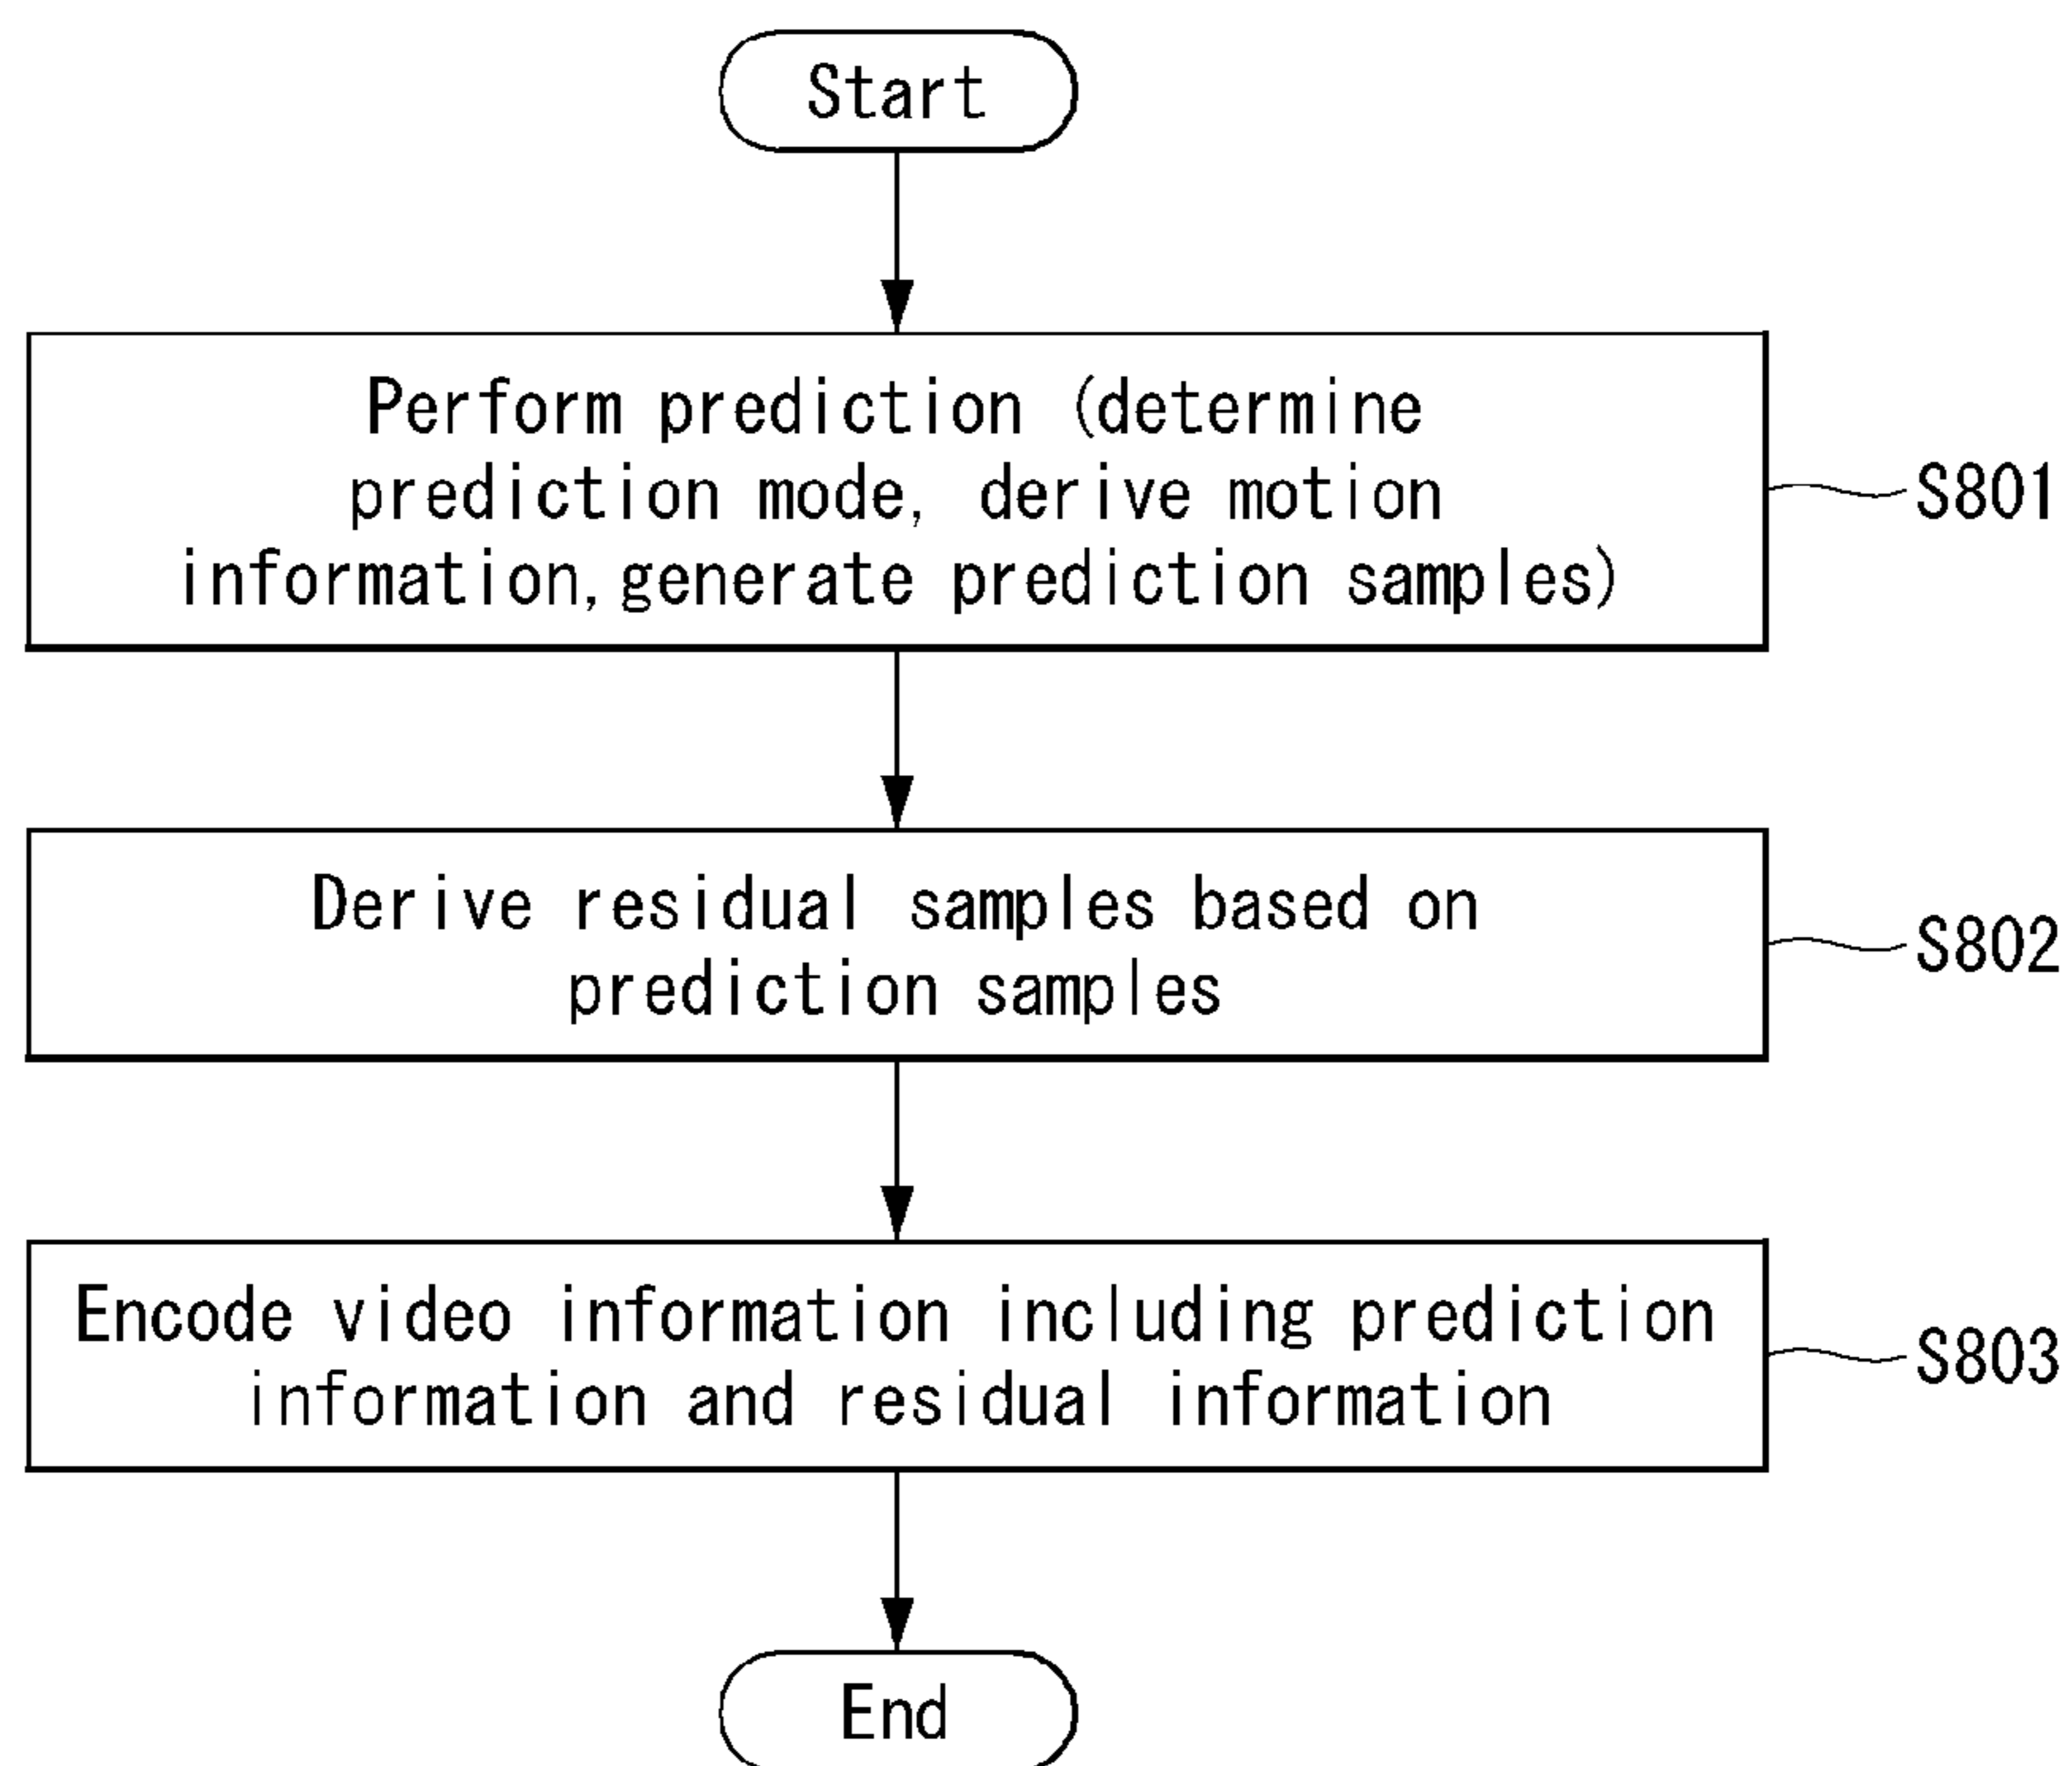 Start
Perform prediction (determine
prediction mode, derive motion
information, generate prediction samples)
S801
Derive residual samples based on
prediction samples
S802
Encode video information including prediction
information and residual information
S803
End